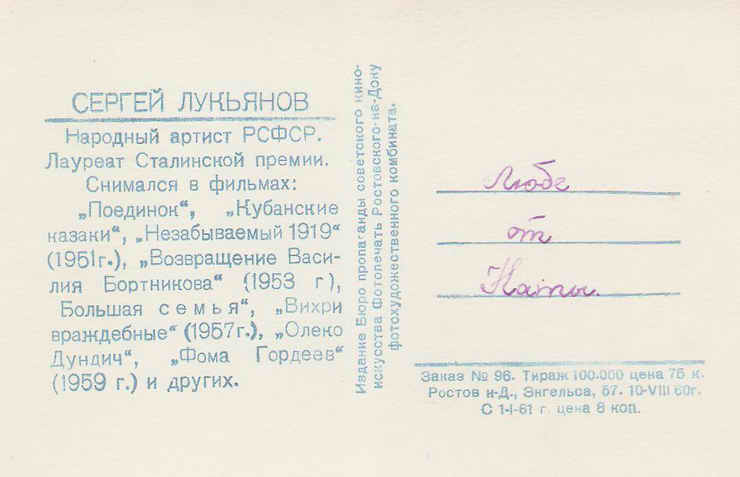 СЕРГЕЙ ЛУКЬЯНОВ
Народный артист РСФСР.
Лауреат Сталинской премии.
Снимался в фильмах:
„Поединок“, „Кубанские
казаки“, „Незабываемый 1919“
(1951г.), „Возвращение Васи-
лия Бортникова“ (1953 г),
Большая семья“, „Вихри
враждебные“ (1957г.), „Олеко
Дундич“, „Фома Гордеев“
(1959 г.) и других.
Издание Бюро пропаганды советского кино-
искусства Фотопечать Ростовского-на-Дону
фотохудожественного комбината.
Любе
от
Наты.
Заказ № 96. Тираж 100.000 цена 75 к.
Ростов н-Д., Энгельса, 57. 10-VIII 60г.
С 1-I-61 г. цена 8 коп.